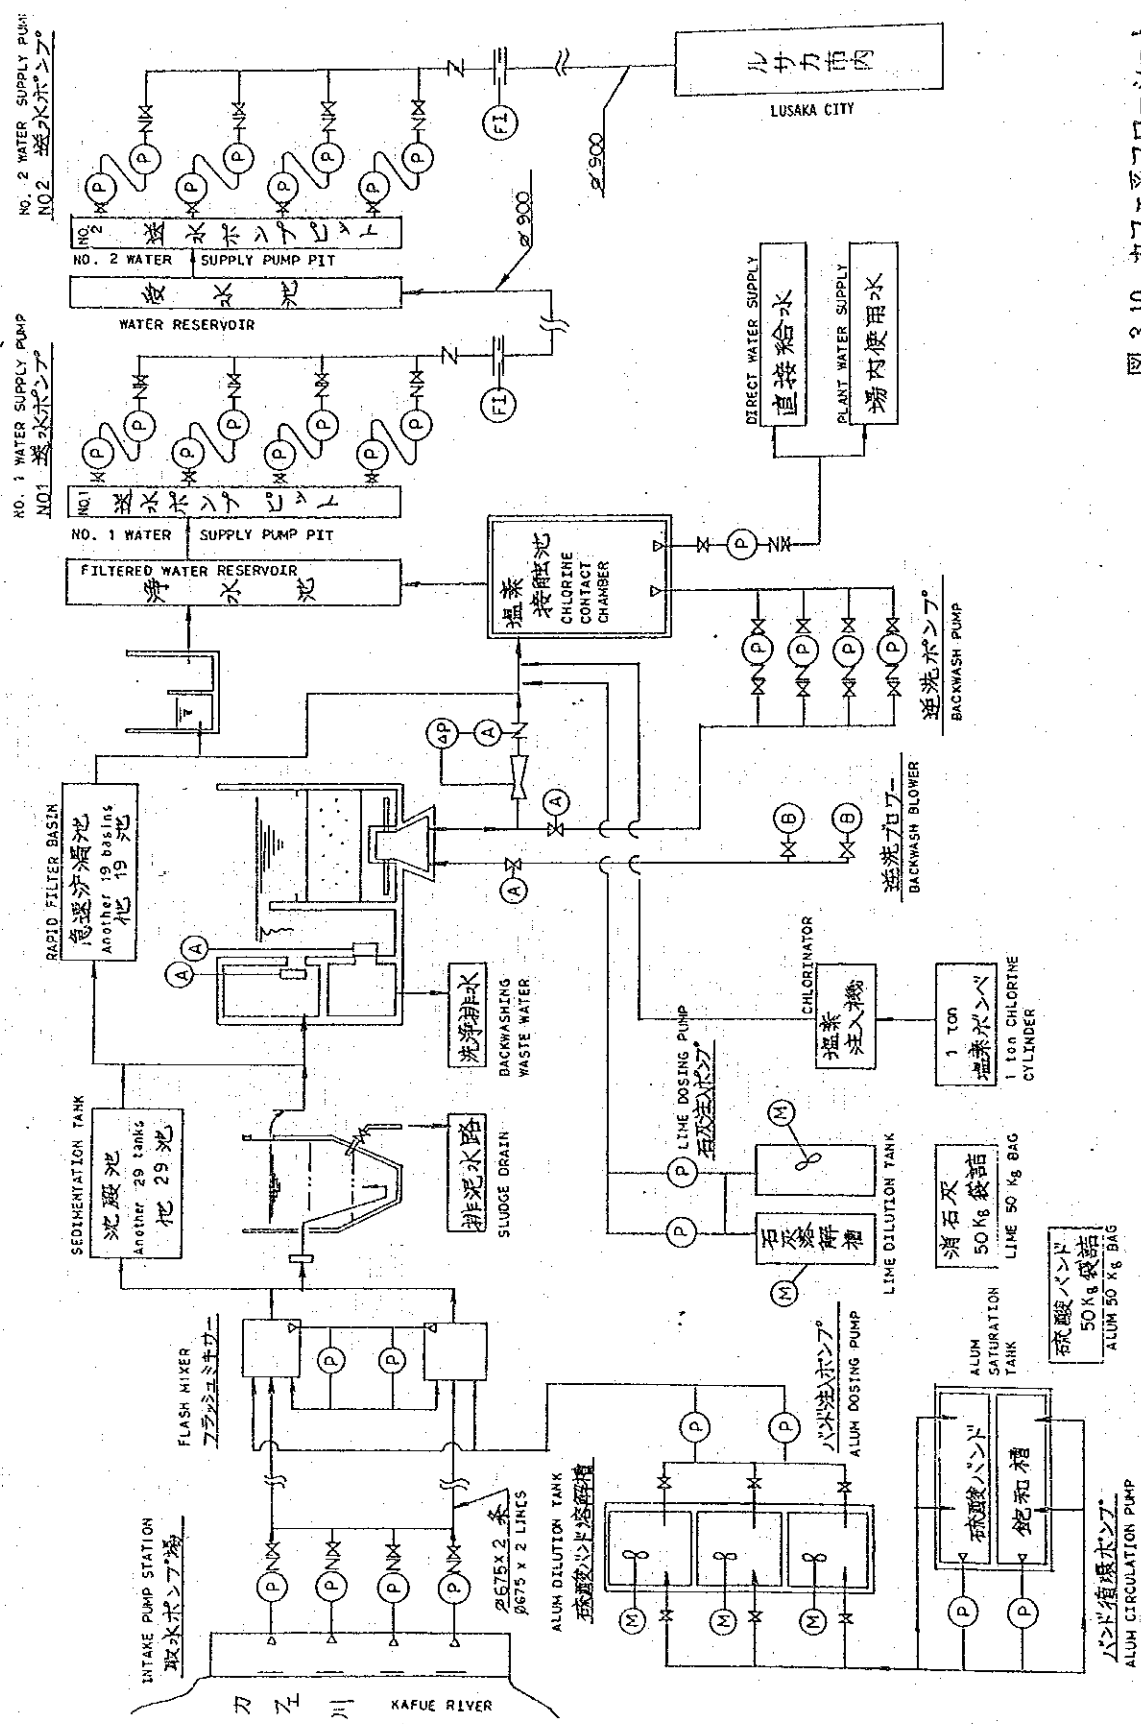 NO. 2 WATER SUPPLY PUMP
NO2 送水ポンプ
NO. 1 WATER SUPPLY PUMP
NO1 送水ポンプ
RAPID FILTER BASIN
急速沪過池
Another 19 basins
他 19 池
SEDIMENTATION TANK
沈殿池
Another 29 tanks
他 29 池
FLASH MIXER
フラッシュミキサー
INTAKE PUMP STATION
取水ポンプ場
カフェ川
KAFUE RIVER
Ø675 x 2 条
Ø675 x 2 LINES
P
P
P
P
P
P
NO.1
送水ポンプピット
NO. 1 WATER SUPPLY PUMP PIT
FILTERED WATER RESERVOIR
浄水池
P
P
P
P
P
P
P
P
FI
NO.2
送水ポンプピット
NO. 2 WATER SUPPLY PUMP PIT
受水池
WATER RESERVOIR
P
P
P
P
P
P
P
P
FI
Ø900
Ø900
ルサカ市内
LUSAKA CITY
塩素
接触池
CHLORINE
CONTACT
CHAMBER
P
DIRECT WATER SUPPLY
直接給水
PLANT WATER SUPPLY
場内使用水
P
P
P
P
逆洗ポンプ
BACKWASH PUMP
ΔP
A
A
A
A
A
B
B
逆洗ブロワー
BACKWASH BLOWER
洗浄排水
BACKWASHING
WASTE WATER
排泥水路
SLUDGE DRAIN
CHLORINATOR
塩素
注入機
1 TON
塩素ボンベ
1 ton CHLORINE
CYLINDER
LIME DOSING PUMP
石灰注入ポンプ
P
P
M
M
石灰溶解槽
LIME DILUTION TANK
消石灰
50Kg 袋詰
LIME 50 Kg BAG
硫酸バンド
50Kg 袋詰
ALUM 50 Kg BAG
バンド注入ポンプ
ALUM DOSING PUMP
P
P
ALUM DILUTION TANK
硫酸バンド溶解槽
M
M
M
ALUM
SATURATION
TANK
硫酸バンド
飽和槽
P
P
バンド循環ポンプ
ALUM CIRCULATION PUMP